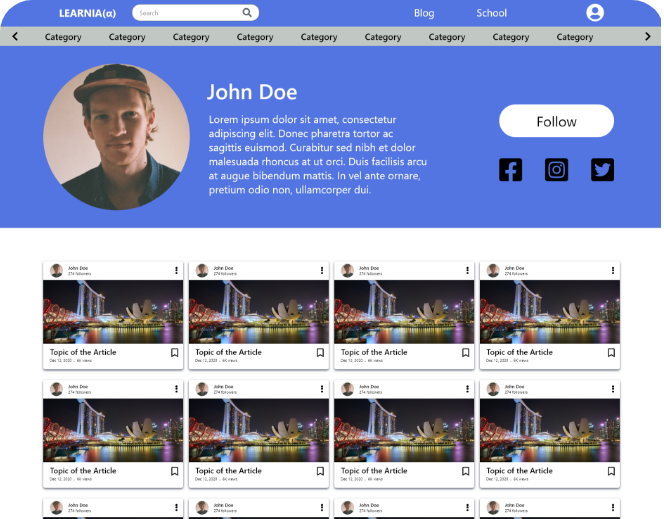 LEARNIA(α)
Search
Blog
School
Category Category Category Category Category Category Category Category Category
John Doe
Lorem ipsum dolor sit amet, consectetur
adipiscing elit. Donec pharetra tortor ac
sagittis euismod. Curabitur sed nibh et dolor
malesuada rhoncus at ut orci. Duis facilisis arcu
at augue bibendum mattis. In vel ante ornare,
pretium odio non, ullamcorper dui.
Follow
John Doe John Doe John Doe John Doe
274 followers 274 followers 274 followers 274 followers
Topic of the Article Topic of the Article Topic of the Article Topic of the Article
Dec 12, 2020 . 6K views Dec 12, 2020 . 6K views Dec 12, 2020 . 6K views Dec 12, 2020 . 6K views
John Doe John Doe John Doe John Doe
274 followers 274 followers 274 followers 274 followers
Topic of the Article Topic of the Article Topic of the Article Topic of the Article
Dec 12, 2020 . 6K views Dec 12, 2020 . 6K views Dec 12, 2020 . 6K views Dec 12, 2020 . 6K views
John Doe John Doe John Doe John Doe
274 followers 274 followers 274 followers 274 followers